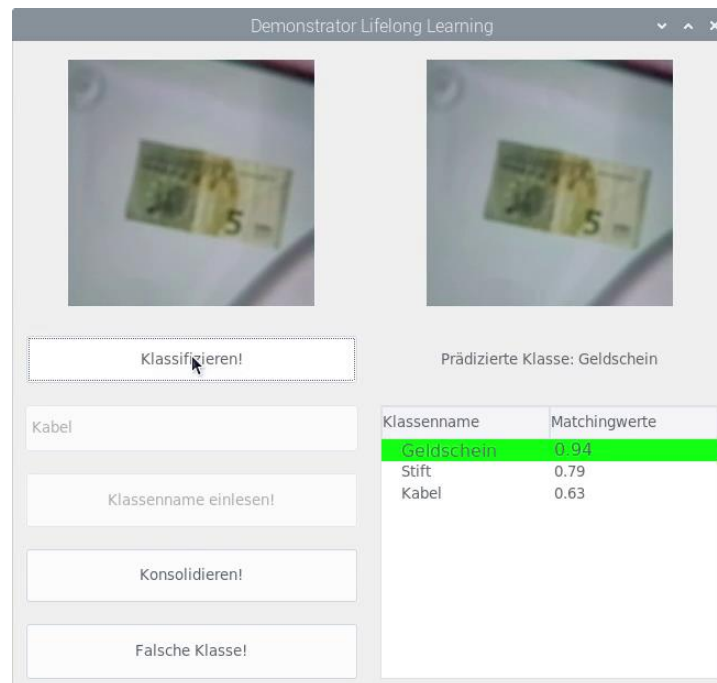 Demonstrator Lifelong Learning
5
5
Klassifizieren!
Prädizierte Klasse: Geldschein
Kabel
Klassenname einlesen!
Konsolidieren!
Falsche Klasse!
Klassenname Matchingwerte
Geldschein 0.94
Stift 0.79
Kabel 0.63